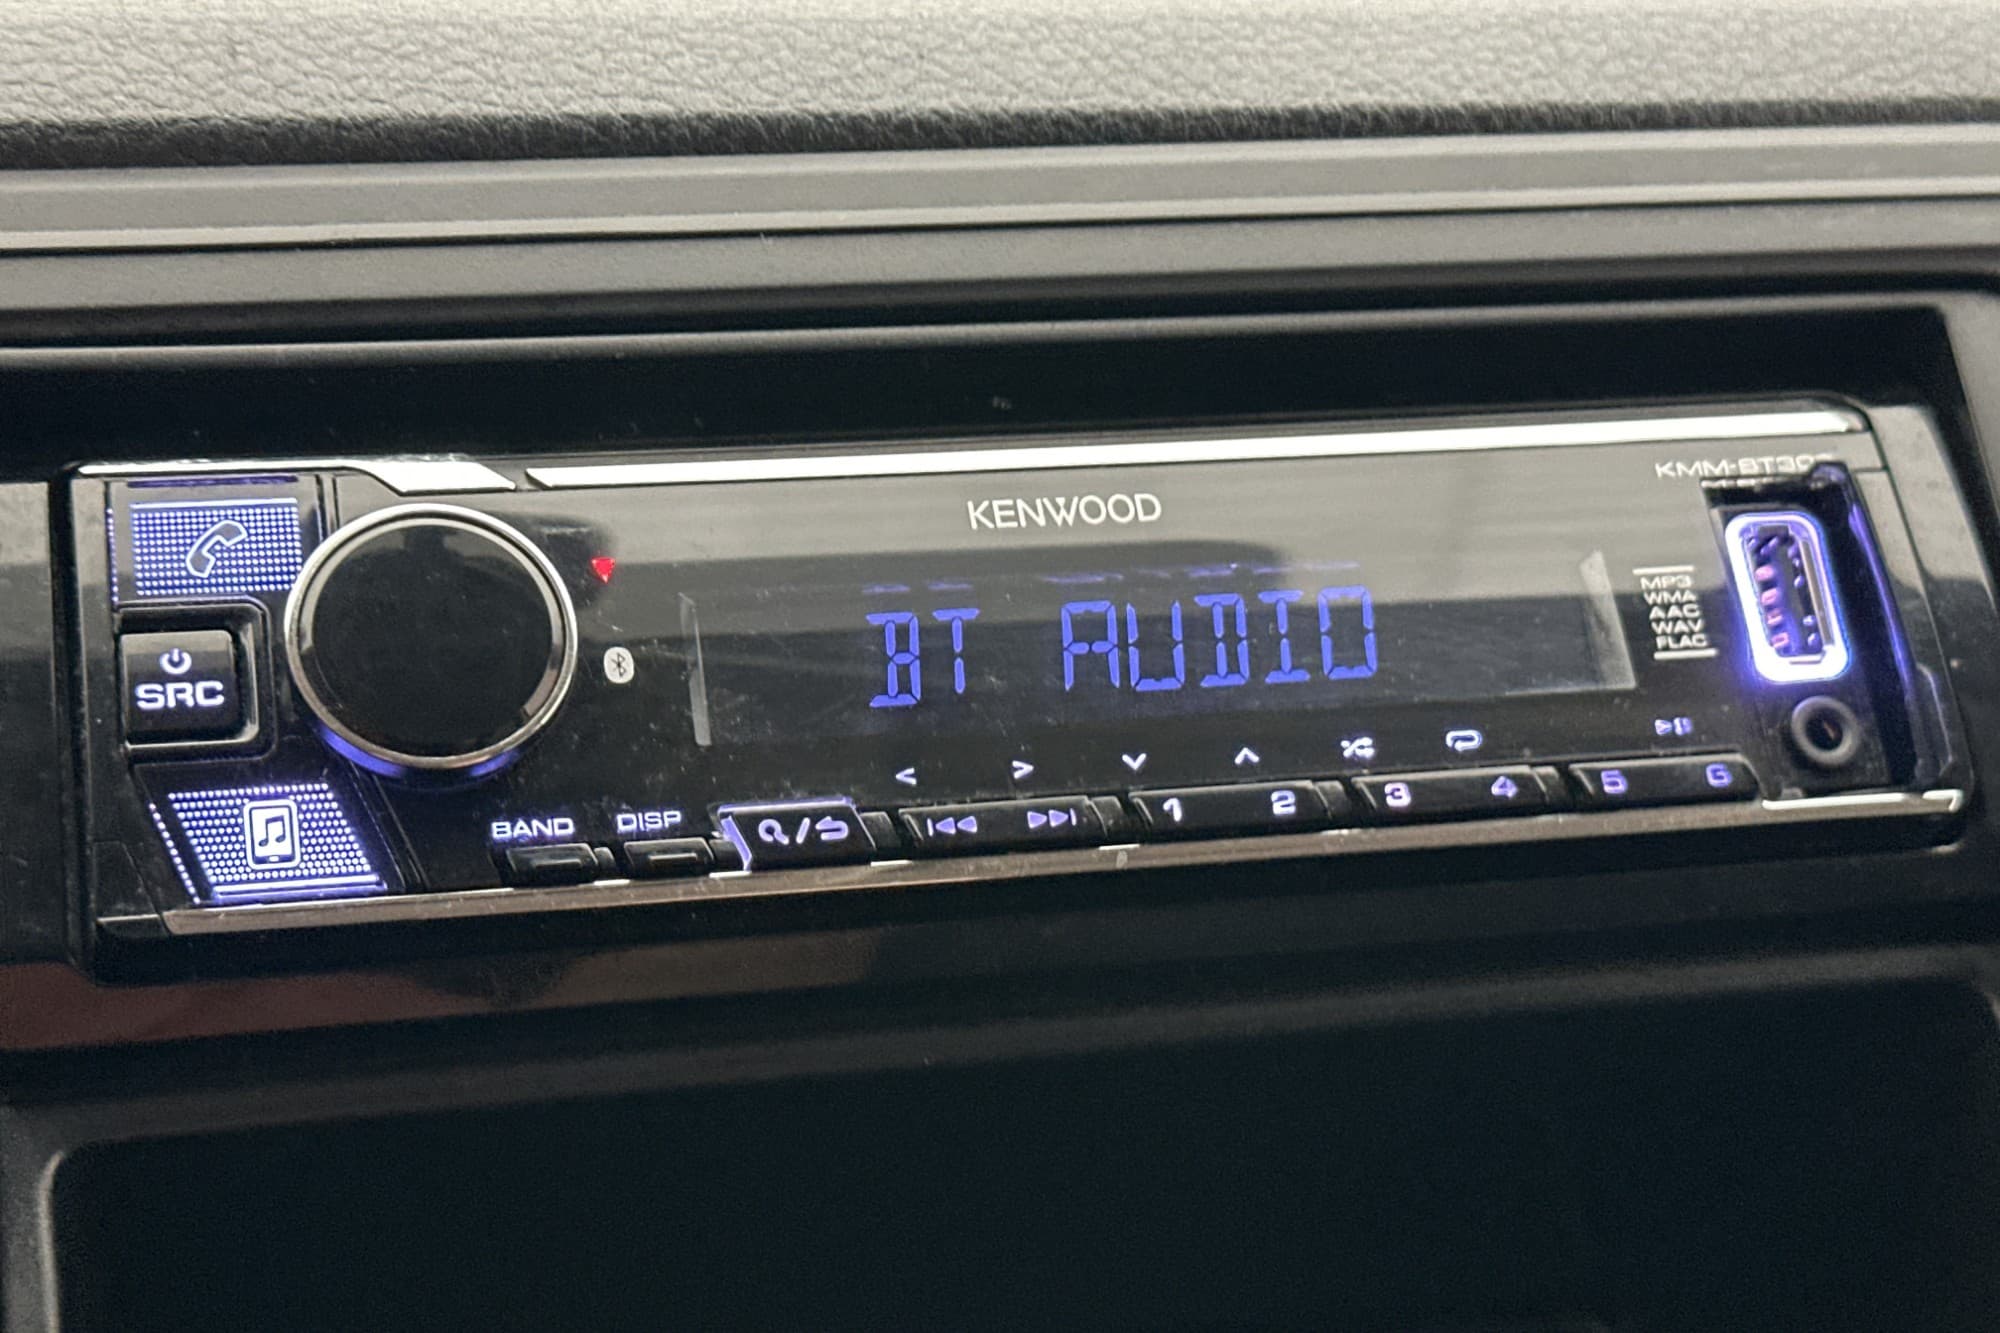 KENWOOD
BT AUDIO
MP3
WMA
AAC
WAV
FLAC
SRC
BAND
DISP
1
2
3
4
5
6